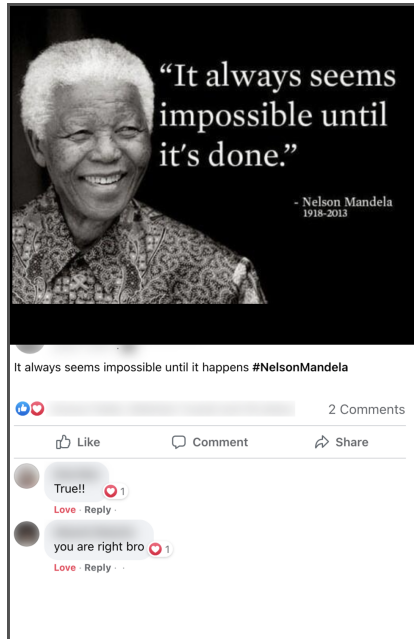 “It always seems
impossible until
it's done.”
- Nelson Mandela
1918-2013
It always seems impossible until it happens #NelsonMandela
2 Comments
Like Comment Share
True!! 1
Love · Reply ·
you are right bro 1
Love · Reply · ·